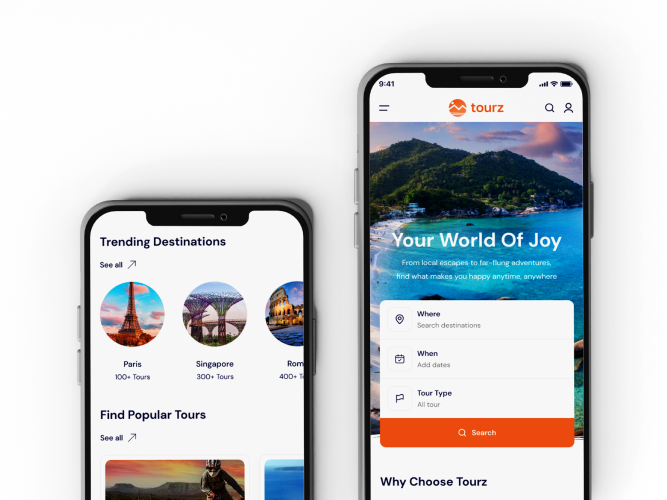 Trending Destinations
See all
Paris
100+ Tours
Singapore
300+ Tours
Rom
400+ T
Find Popular Tours
See all
9:41
tourz
Your World Of Joy
From local escapes to far-flung adventures,
find what makes you happy anytime, anywhere
Where
Search destinations
When
Add dates
Tour Type
All tour
Search
Why Choose Tourz